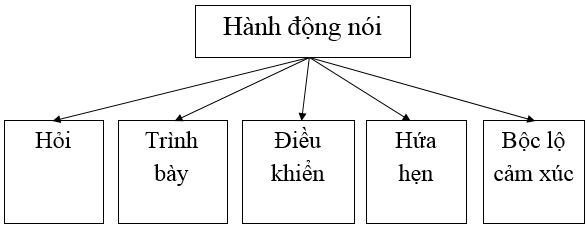 Hành động nói
Hỏi
Trình
bày
Điều
khiển
Hứa
hẹn
Bộc lộ
cảm xúc